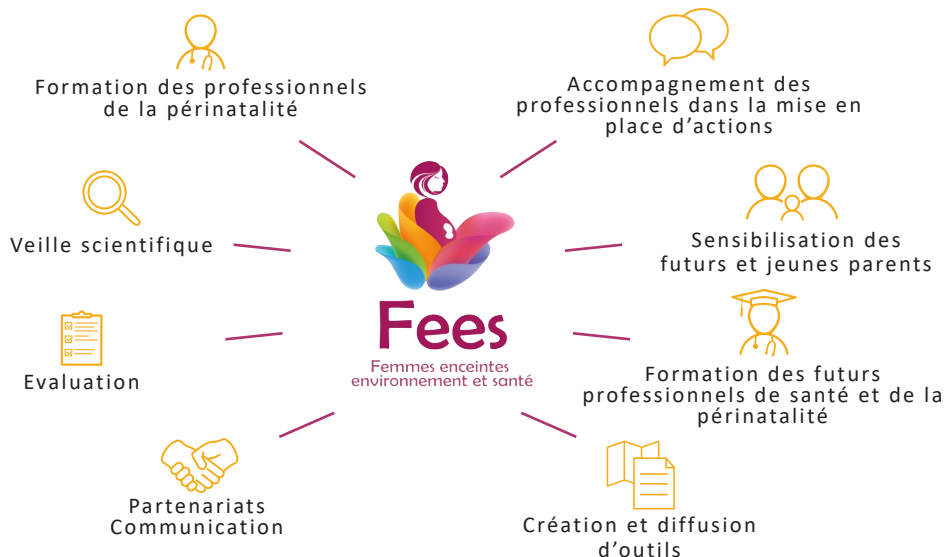 Formation des professionnels
de la périnatalité
Accompagnement des
professionnels dans la mise en
place d’actions
Veille scientifique
Sensibilisation des
futurs et jeunes parents
Fees
Femmes enceintes
environnement et santé
Evaluation
Formation des futurs
professionnels de santé et de la
périnatalité
Partenariats
Communication
Création et diffusion
d’outils